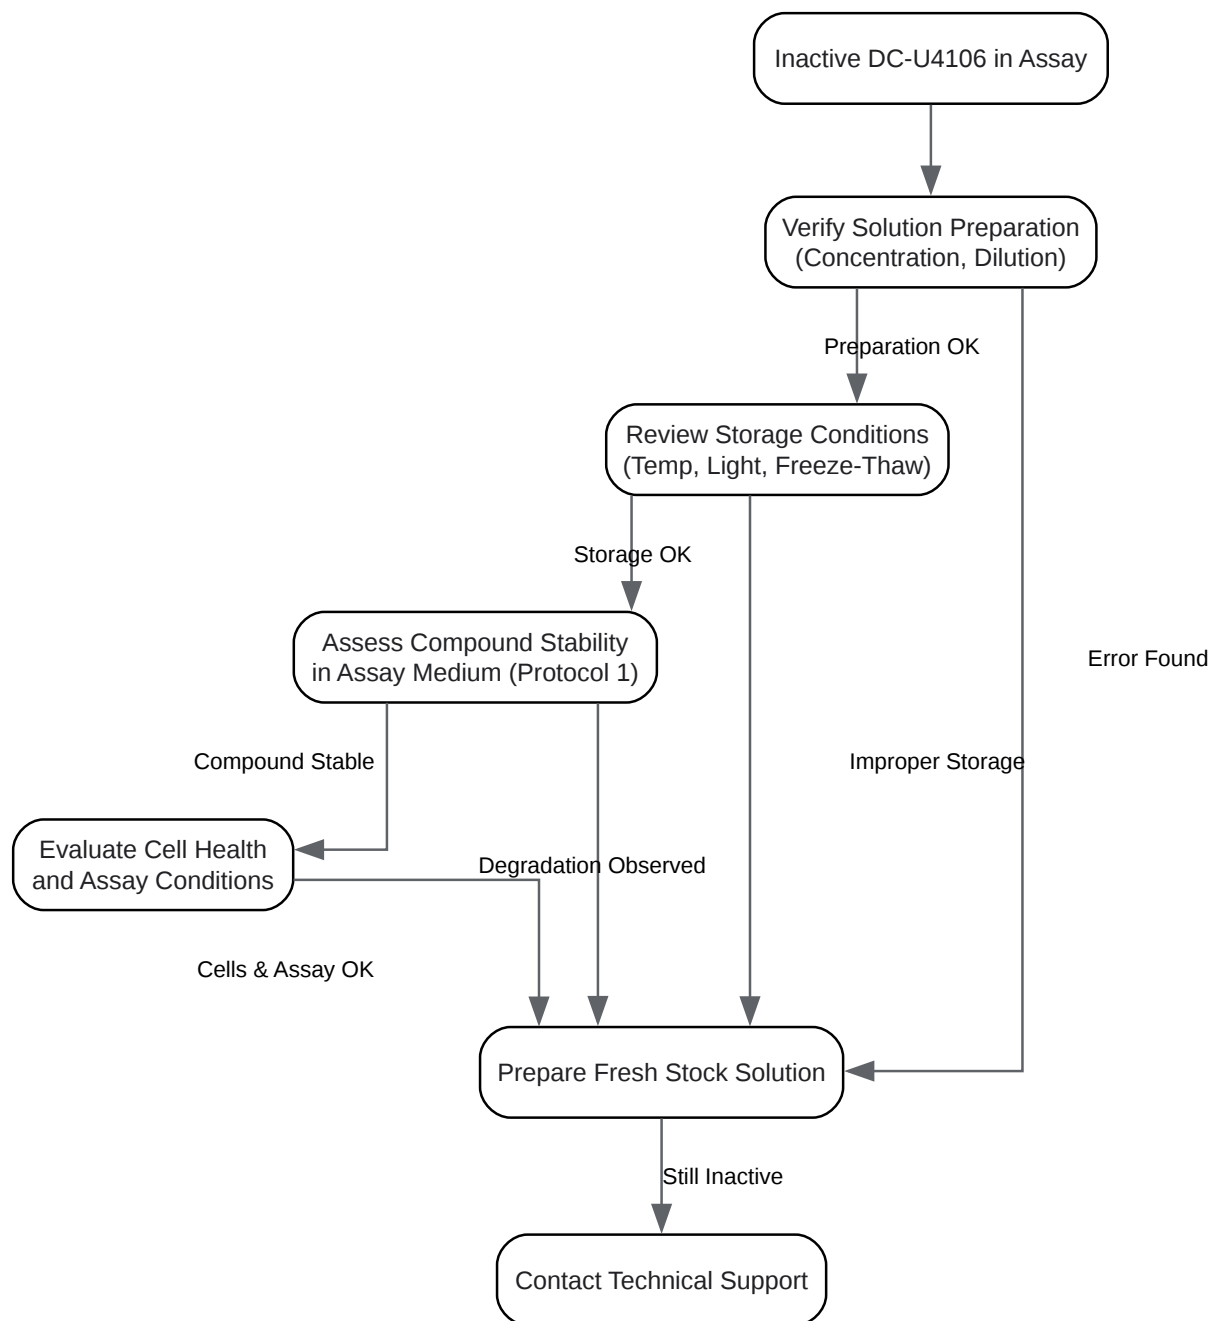 Inactive DC-U4106 in Assay
Verify Solution Preparation
(Concentration, Dilution)
Preparation OK
Review Storage Conditions
(Temp, Light, Freeze-Thaw)
Storage OK
Assess Compound Stability
in Assay Medium (Protocol 1)
Error Found
Compound Stable
Improper Storage
Evaluate Cell Health
and Assay Conditions
Degradation Observed
Cells & Assay OK
Prepare Fresh Stock Solution
Still Inactive
Contact Technical Support